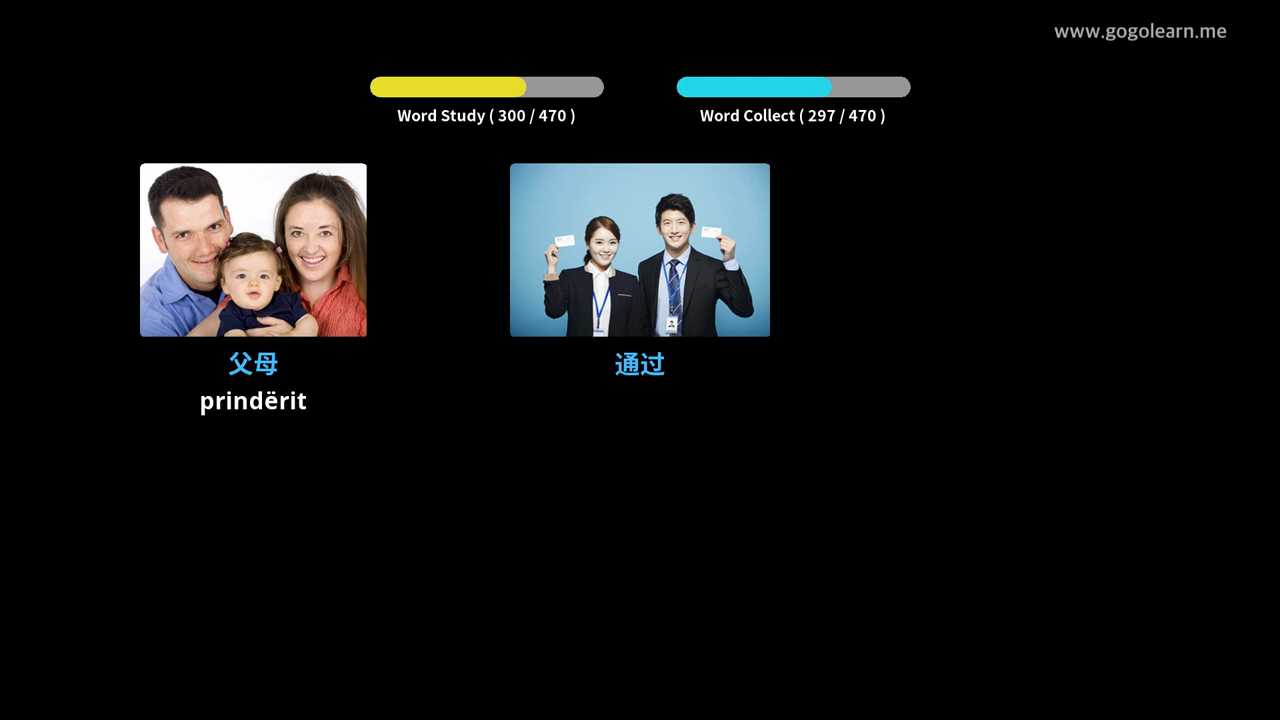 www.gogolearn.me
Word Study ( 300 / 470 )
Word Collect ( 297 / 470 )
父母
prindërit
通过